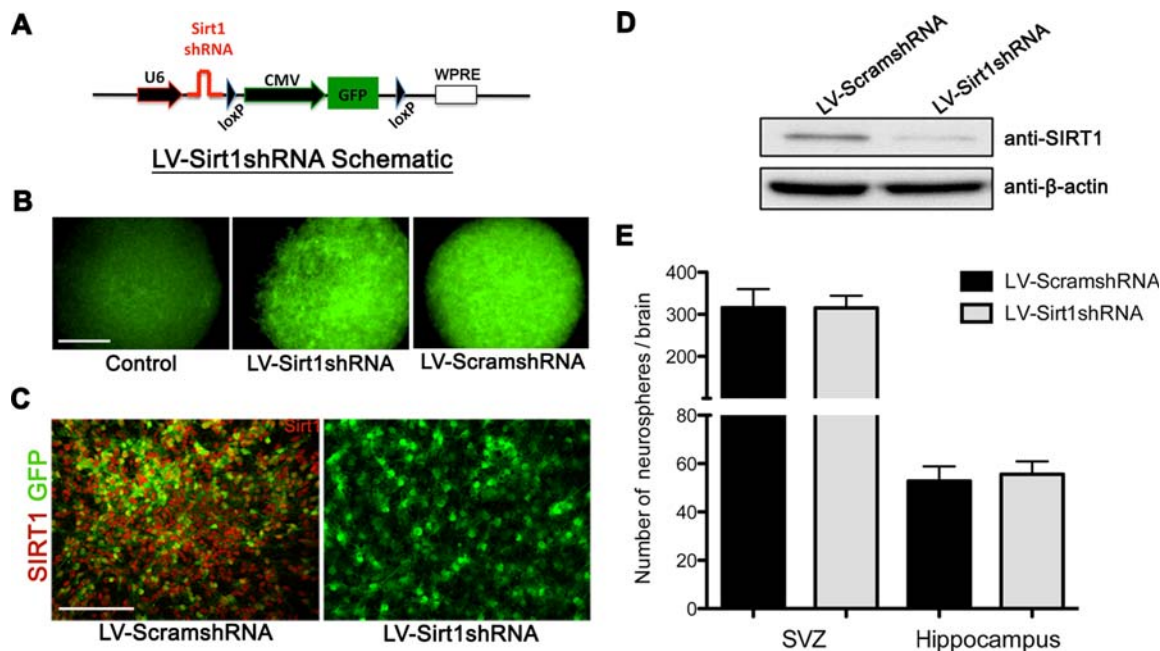 A
Sirt1
shRNA
U6
loxP
CMV
GFP
loxP
WPRE
LV-Sirt1shRNA Schematic
B
Control
LV-Sirt1shRNA
LV-ScramshRNA
C
SIRT1 GFP
Sirt1
LV-ScramshRNA
LV-Sirt1shRNA
D
LV-ScramshRNA
LV-Sirt1shRNA
anti-SIRT1
anti-β-actin
E
Number of neurospheres / brain
400
300
200
80
60
40
20
0
SVZ
Hippocampus
LV-ScramshRNA
LV-Sirt1shRNA